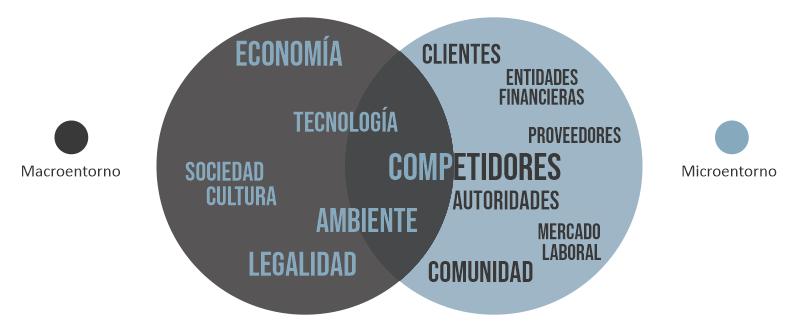 ECONOMÍA
TECNOLOGÍA
SOCIEDAD
CULTURA
AMBIENTE
LEGALIDAD
CLIENTES
ENTIDADES
FINANCIERAS
PROVEEDORES
COMPETIDORES
AUTORIDADES
MERCADO
LABORAL
COMUNIDAD
Macroentorno
Microentorno